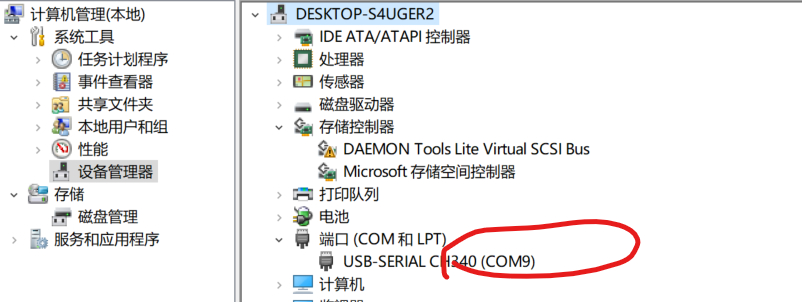 计算机管理(本地)
系统工具
任务计划程序
事件查看器
共享文件夹
本地用户和组
性能
设备管理器
存储
磁盘管理
服务和应用程序
DESKTOP-S4UGER2
IDE ATA/ATAPI 控制器
处理器
传感器
磁盘驱动器
存储控制器
DAEMON Tools Lite Virtual SCSI Bus
Microsoft 存储空间控制器
打印队列
电池
端口 (COM 和 LPT)
USB-SERIAL CH340 (COM9)
计算机